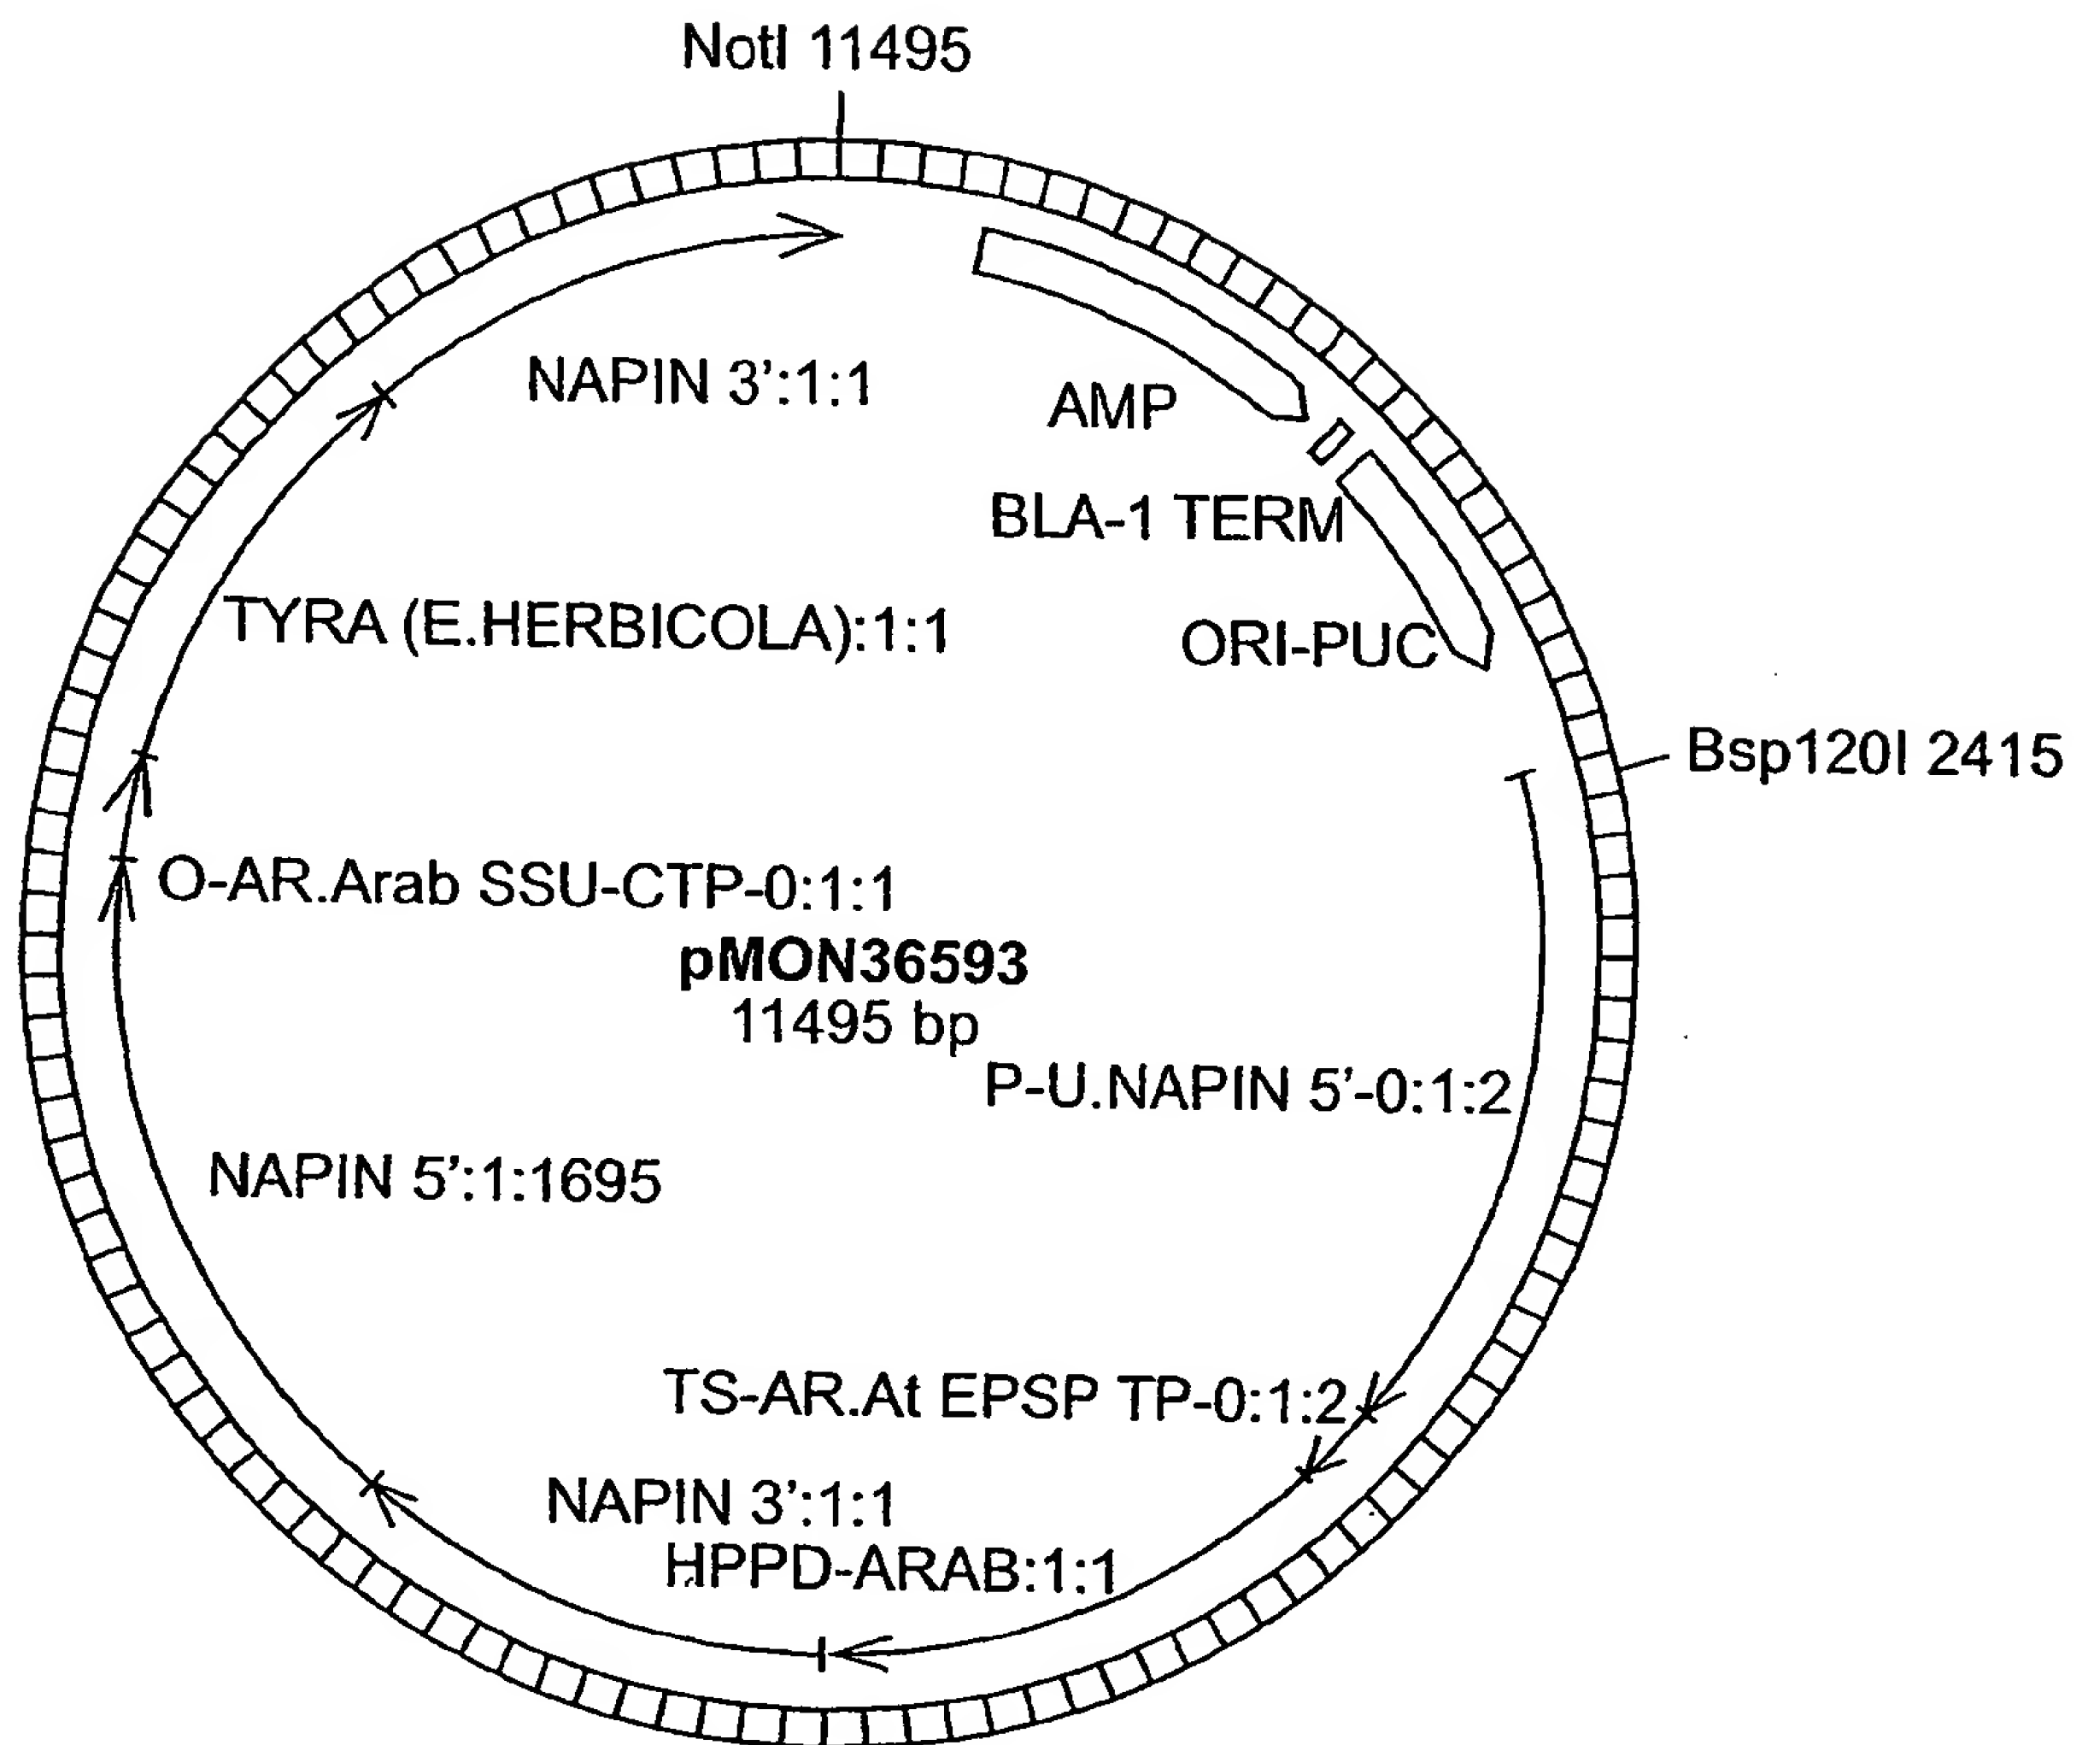 NotI 11495
NAPIN 3':1:1
AMP
BLA-1 TERM
TYRA (E.HERBICOLA):1:1
ORI-PUC
Bsp120I 2415
O-AR.Arab SSU-CTP-0:1:1
pMON36593
11495 bp
P-U.NAPIN 5'-0:1:2
NAPIN 5':1:1695
TS-AR.At EPSP TP-0:1:2
NAPIN 3':1:1
HPPD-ARAB:1:1